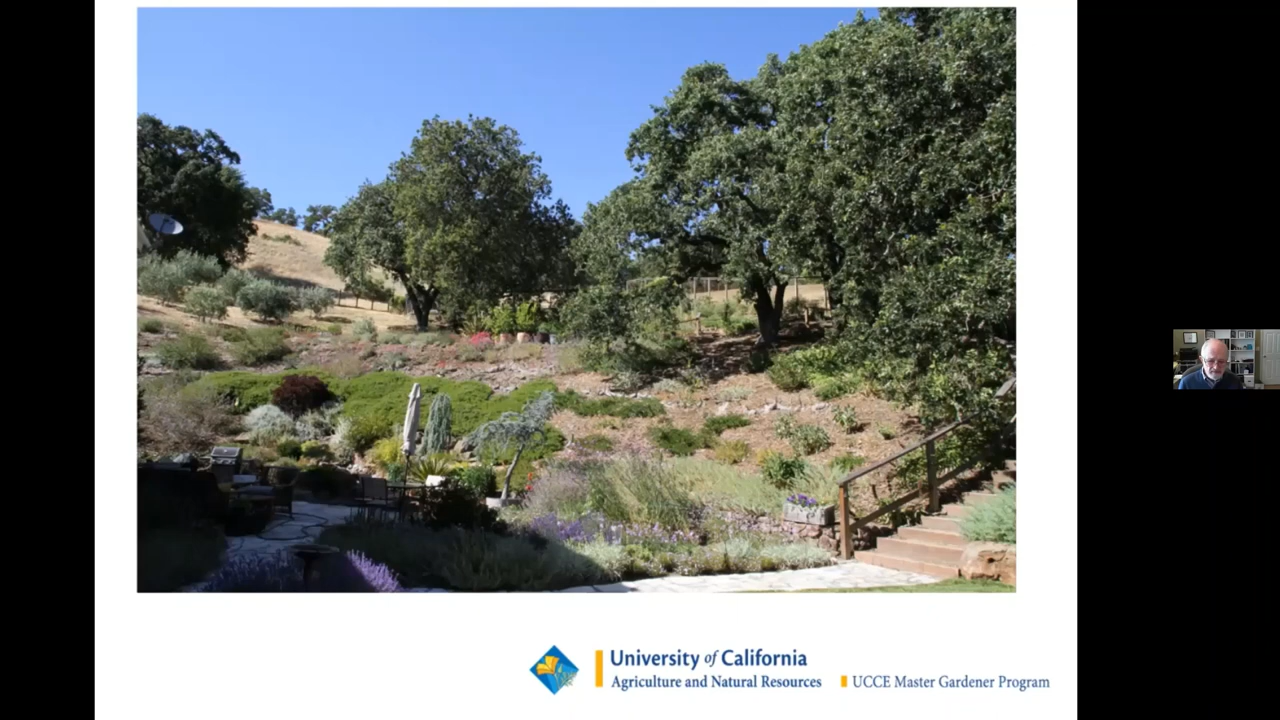 University of California
Agriculture and Natural Resources
UCCE Master Gardener Program